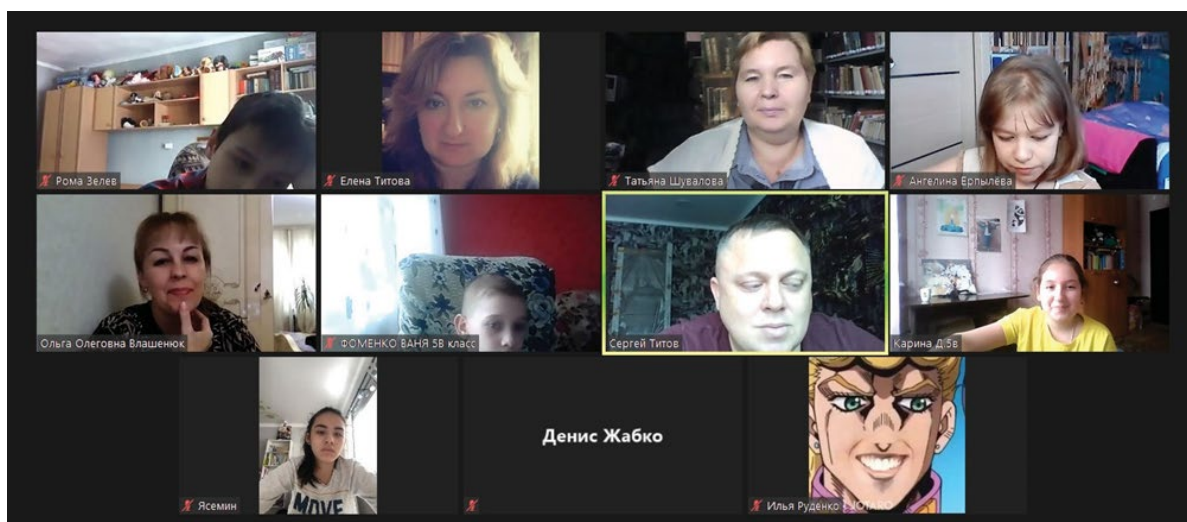 Рома Зелев
Елена Титова
Татьяна Шувалова
Ангелина Ерпылёва
Ольга Олеговна Влашенюк
ФОМЕНКО ВАНЯ 5В класс
Сергей Титов
Карина Д.5в
Ясемин
MOVE
Денис Жабко
Илья Руденко
JOTARO